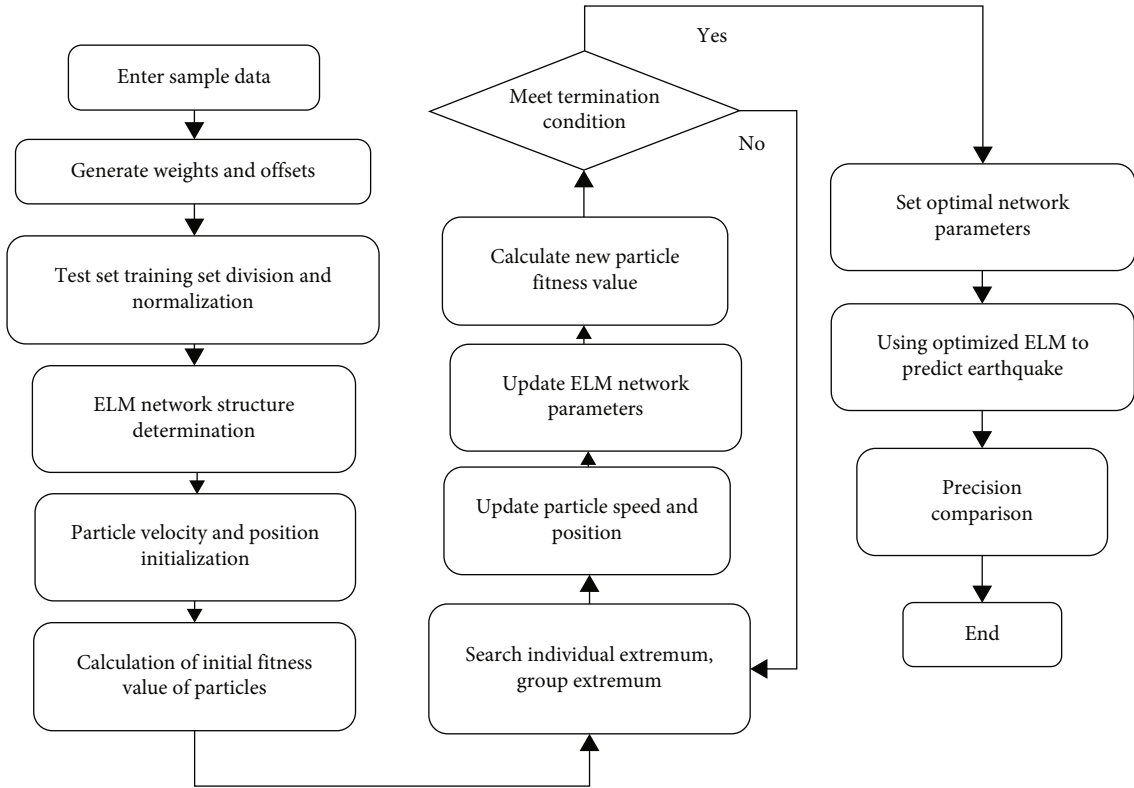 Enter sample data
Generate weights and offsets
Test set training set division and
normalization
ELM network structure
determination
Particle velocity and position
initialization
Calculation of initial fitness
value of particles
Search individual extremum,
group extremum
Update particle speed and
position
Update ELM network
parameters
Calculate new particle
fitness value
Meet termination
condition
No
Yes
Set optimal network
parameters
Using optimized ELM to
predict earthquake
Precision
comparison
End